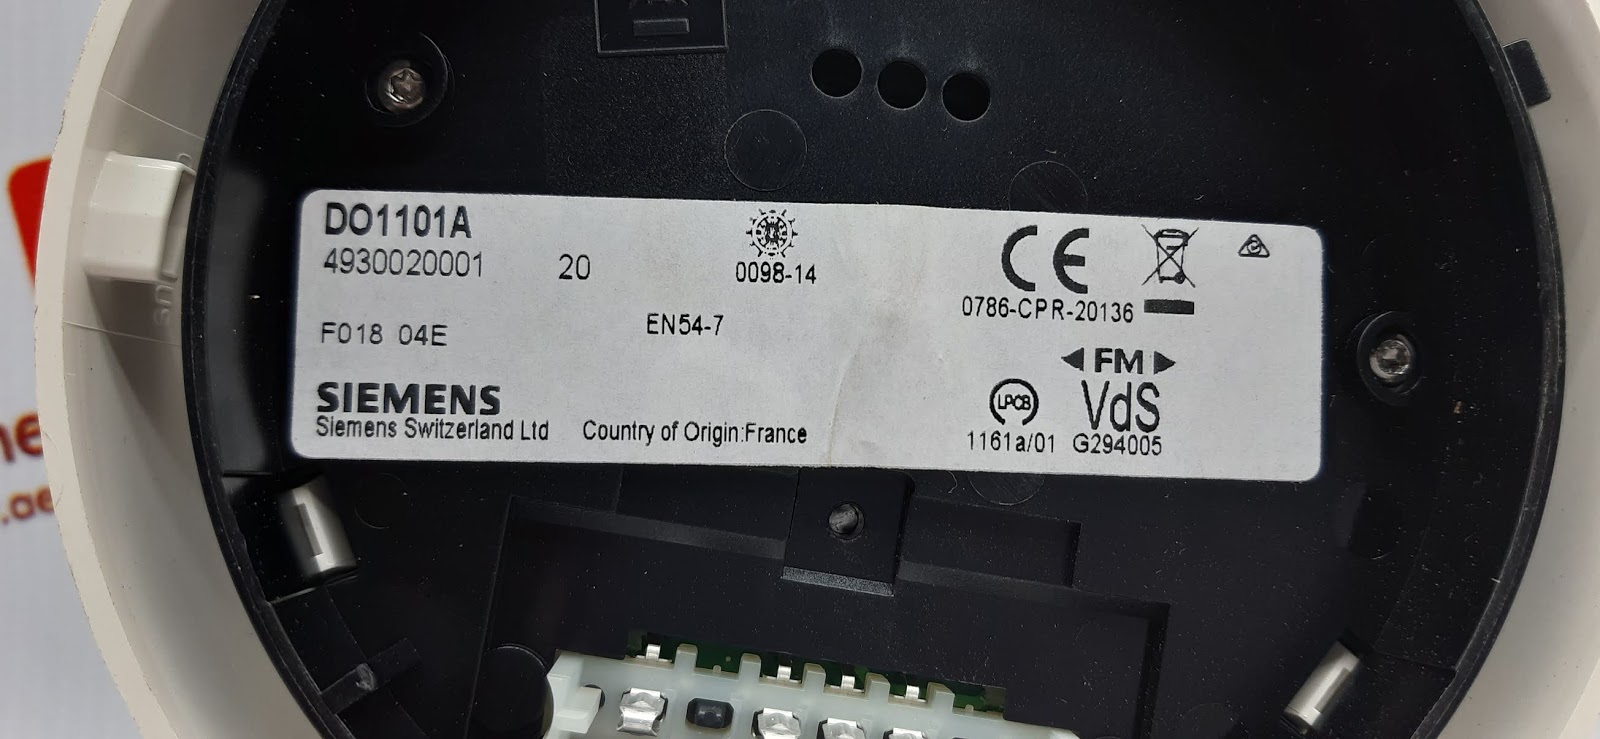 DO1101A
4930020001
20
0098-14
CE
0786-CPR-20136
F018 04E
EN54-7
FM
SIEMENS
Siemens Switzerland Ltd
Country of Origin:France
LPCB
VdS
1161a/01
G294005